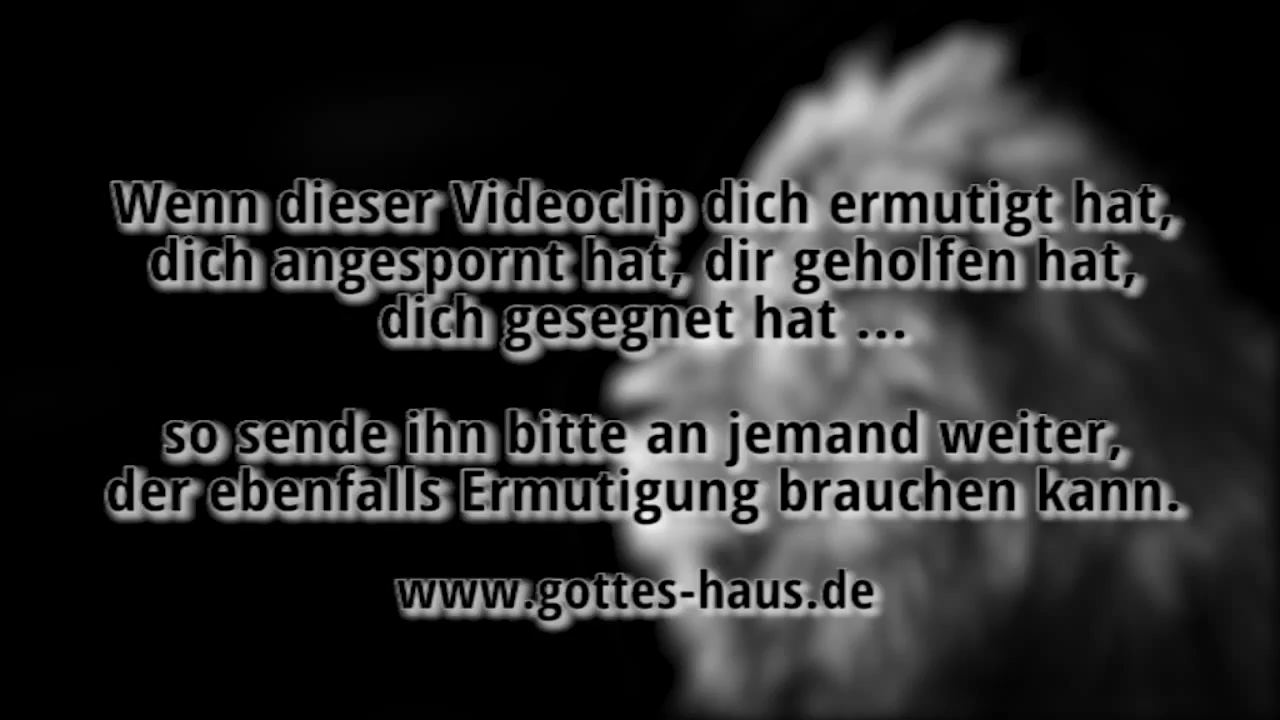 Wenn dieser Videoclip dich ermutigt hat,
dich angespornt hat, dir geholfen hat,
dich gesegnet hat ...
so sende ihn bitte an jemand weiter,
der ebenfalls Ermutigung brauchen kann.
www.gottes-haus.de